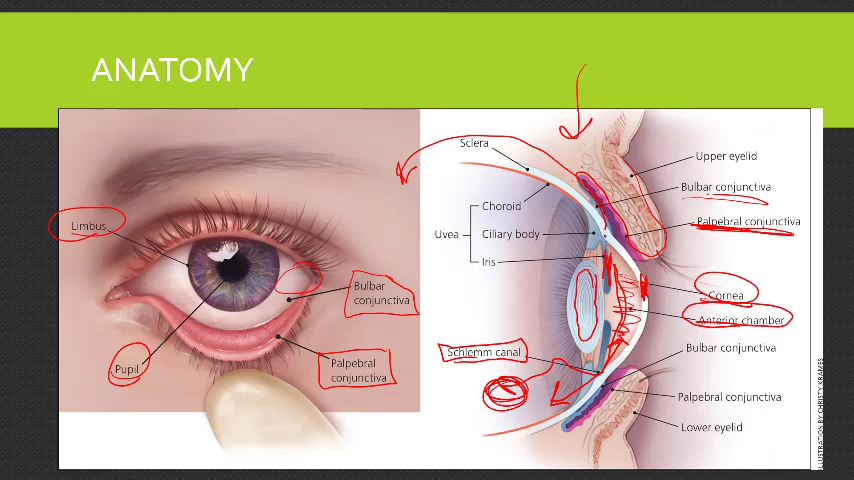 ANATOMY
Limbus
Pupil
Bulbar
conjunctiva
Palpebral
conjunctiva
Sclera
Choroid
Uvea
Ciliary body
Iris
Schlemm canal
Upper eyelid
Bulbar conjunctiva
Palpebral conjunctiva
Cornea
Anterior chamber
Bulbar conjunctiva
Palpebral conjunctiva
Lower eyelid
ILLUSTRATION BY CHRISTY KRAMES